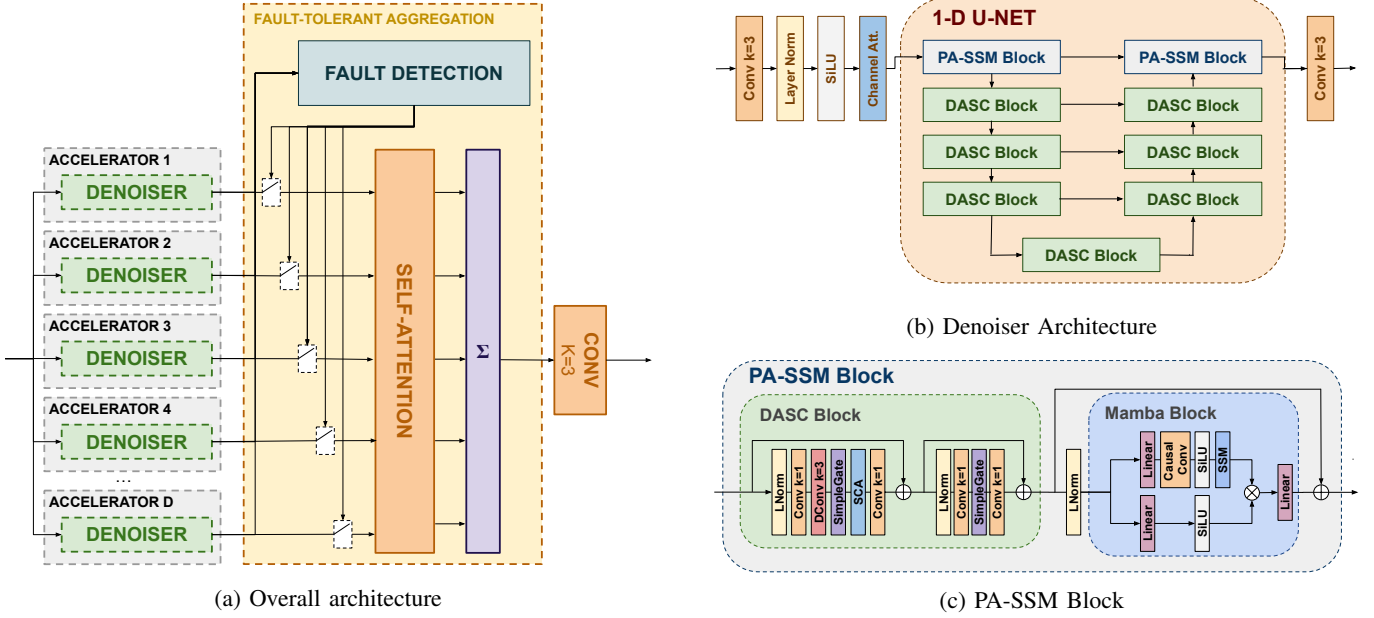 FAULT-TOLERANT AGGREGATION
FAULT DETECTION
ACCELERATOR 1
DENOISER
ACCELERATOR 2
DENOISER
ACCELERATOR 3
DENOISER
ACCELERATOR 4
DENOISER
...
ACCELERATOR D
DENOISER
SELF-ATTENTION
Σ
CONV
K=3
(a) Overall architecture
Conv k=3
Layer Norm
SiLU
Channel Att.
1-D U-NET
PA-SSM Block
PA-SSM Block
DASC Block
DASC Block
DASC Block
DASC Block
DASC Block
DASC Block
DASC Block
Conv k=3
(b) Denoiser Architecture
PA-SSM Block
DASC Block
LNorm
Conv k=1
DConv k=3
SimpleGate
SCA
Conv k=1
LNorm
Conv k=1
SimpleGate
Conv k=1
LNorm
Mamba Block
Linear
Causal
Conv
SiLU
SSM
Linear
SiLU
Linear
(c) PA-SSM Block